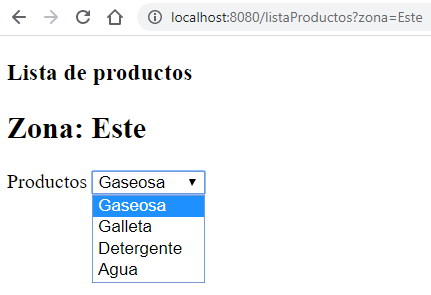 localhost:8080/listaProductos?zona=Este
Lista de productos
Zona: Este
Productos Gaseosa
Gaseosa
Galleta
Detergente
Agua